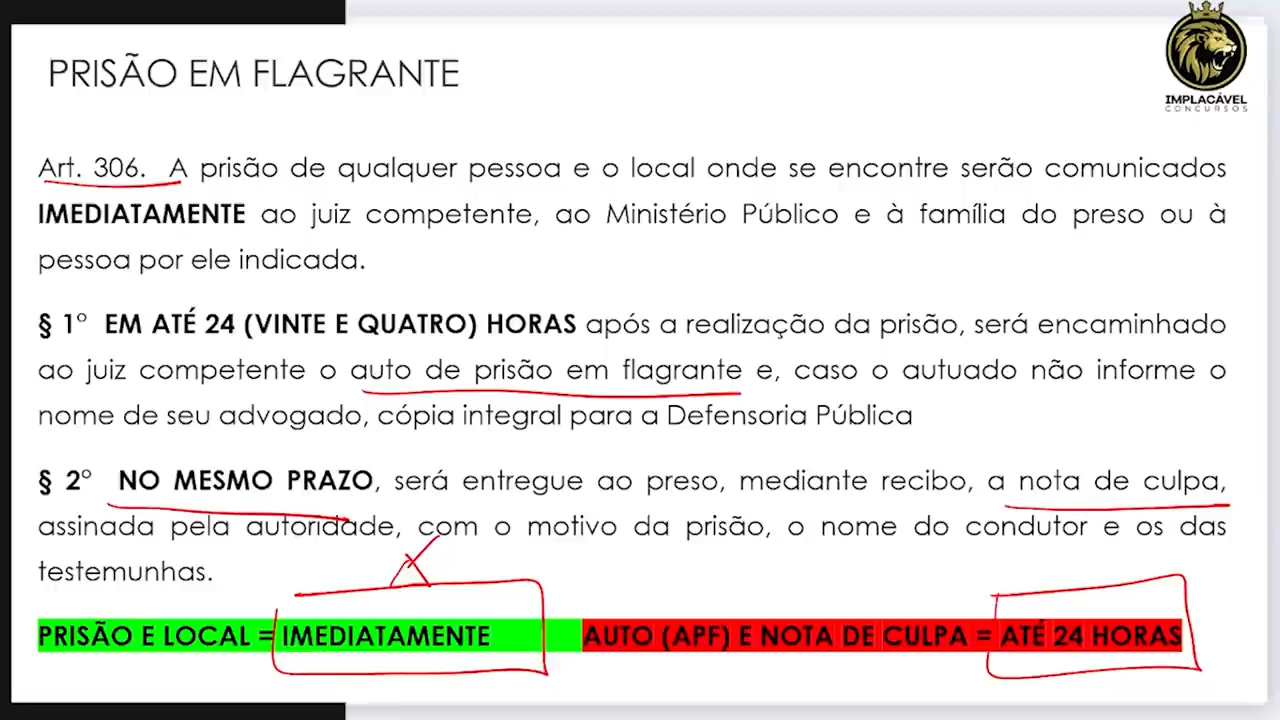 PRISÃO EM FLAGRANTE
IMPLACÁVEL
CONCURSOS
Art. 306. A prisão de qualquer pessoa e o local onde se encontre serão comunicados
IMEDIATAMENTE ao juiz competente, ao Ministério Público e à família do preso ou à
pessoa por ele indicada.
§ 1° EM ATÉ 24 (VINTE E QUATRO) HORAS após a realização da prisão, será encaminhado
ao juiz competente o auto de prisão em flagrante e, caso o autuado não informe o
nome de seu advogado, cópia integral para a Defensoria Pública
§ 2° NO MESMO PRAZO, será entregue ao preso, mediante recibo, a nota de culpa,
assinada pela autoridade, com o motivo da prisão, o nome do condutor e os das
testemunhas.
PRISÃO E LOCAL = IMEDIATAMENTE AUTO (APF) E NOTA DE CULPA = ATÉ 24 HORAS